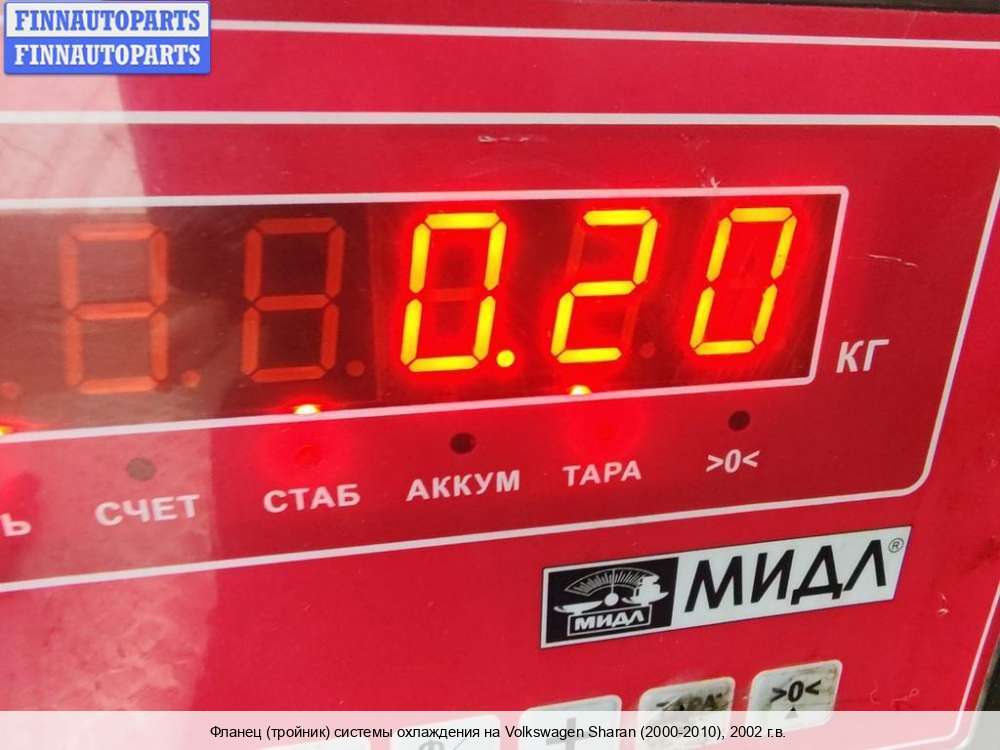 FINNAUTOPARTS
FINNAUTOPARTS
0.20
КГ
СЧЕТ СТАБ АККУМ ТАРА >0<
МИДЛ МИДЛ®
ТАРА >0<
Фланец (тройник) системы охлаждения на Volkswagen Sharan (2000-2010), 2002 г.в.